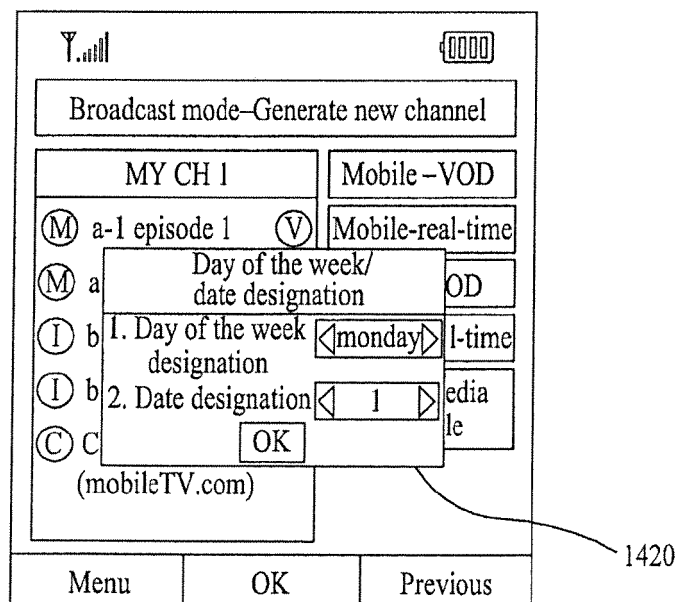 Broadcast mode–Generate new channel
MY CH 1
Mobile–VOD
M a-1 episode 1 V
Mobile-real-time
M a
OD
I b
l-time
I b
edia
le
C C
(mobileTV.com)
Day of the week/
date designation
1. Day of the week
designation
monday
2. Date designation
1
OK
1420
Menu OK Previous